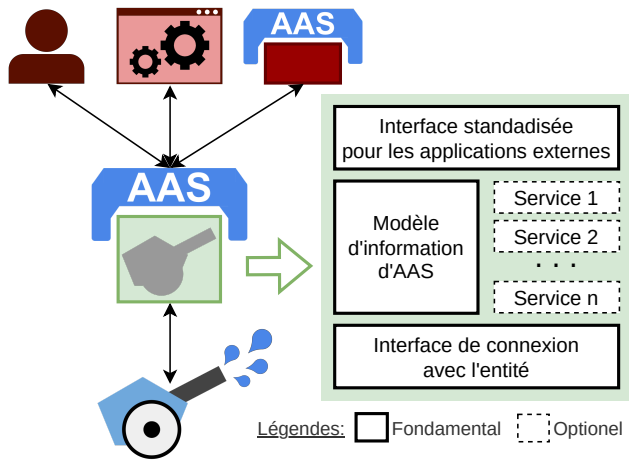 AAS
AAS
Interface standadisée
pour les applications externes
Modèle
d'information
d'AAS
Service 1
Service 2
. . .
Service n
Interface de connexion
avec l'entité
Légendes: Fondamental Optionel